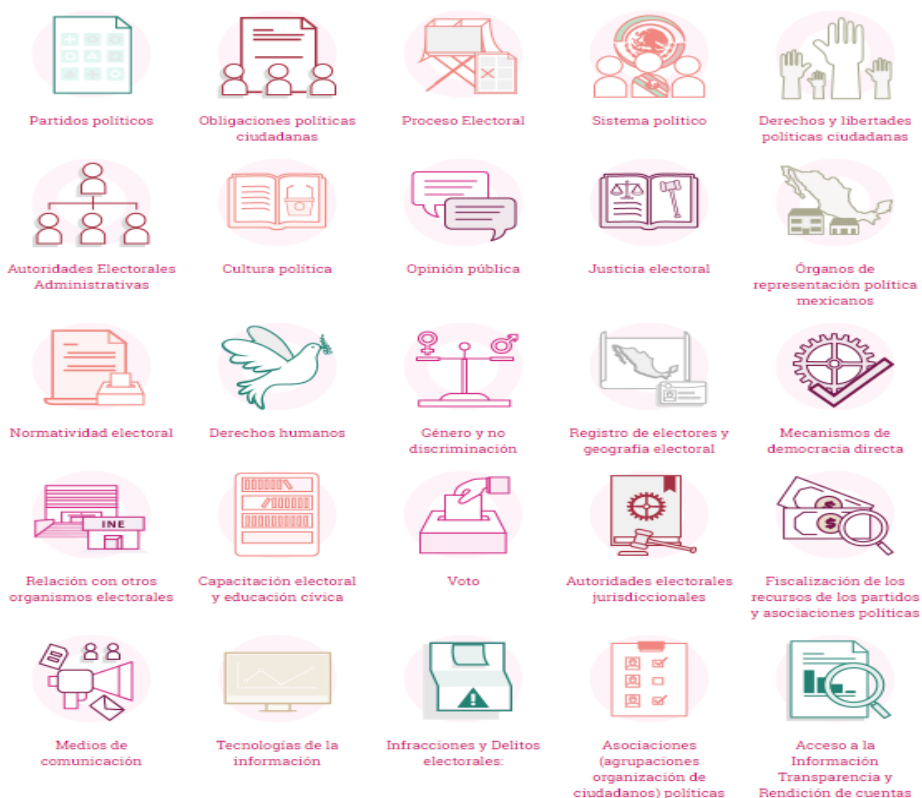 Partidos políticos
Obligaciones políticas
ciudadanas
Proceso Electoral
Sistema político
Derechos y libertades
políticas ciudadanas
Autoridades Electorales
Administrativas
Cultura política
Opinión pública
Justicia electoral
Órganos de
representación política
mexicanos
Normatividad electoral
Derechos humanos
Género y no
discriminación
Registro de electores y
geografía electoral
Mecanismos de
democracia directa
INE
Relación con otros
organismos electorales
Capacitación electoral
y educación cívica
Voto
Autoridades electorales
jurisdiccionales
$
$
Fiscalización de los
recursos de los partidos
y asociaciones políticas
Medios de
comunicación
Tecnologías de la
información
Infracciones y Delitos
electorales:
Asociaciones
(agrupaciones
organización de
ciudadanos) políticas
Acceso a la
Información
Transparencia y
Rendición de cuentas